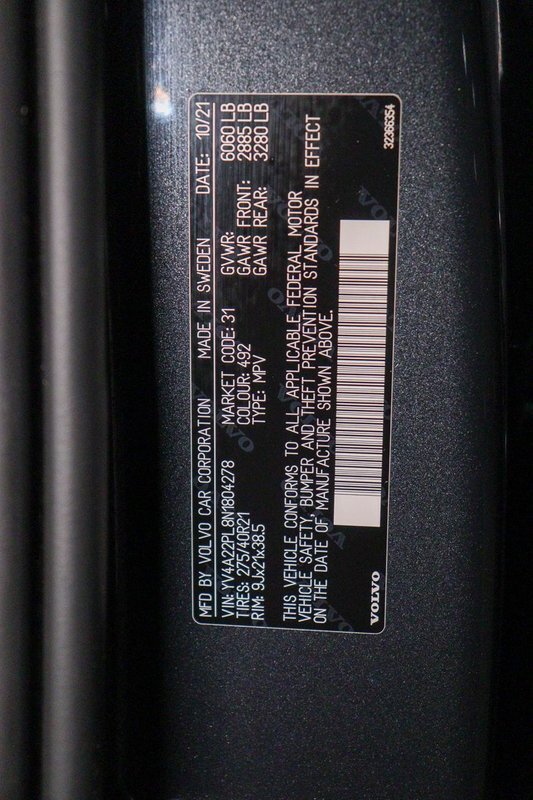 MFD BY VOLVO CAR CORPORATION MADE IN SWEDEN DATE: 10/21
VIN: YV4A22PL8N1804278 MARKET CODE: 31 GVWR: 6060 LB
TIRES: 275/40R21 COLOUR: 492 GAWR FRONT: 2885 LB
RIM: 9Jx21x38.5 TYPE: MPV GAWR REAR: 3280 LB
THIS VEHICLE CONFORMS TO ALL APPLICABLE FEDERAL MOTOR
VEHICLE SAFETY, BUMPER AND THEFT PREVENTION STANDARDS IN EFFECT
ON THE DATE OF MANUFACTURE SHOWN ABOVE.
VOLVO 32366354